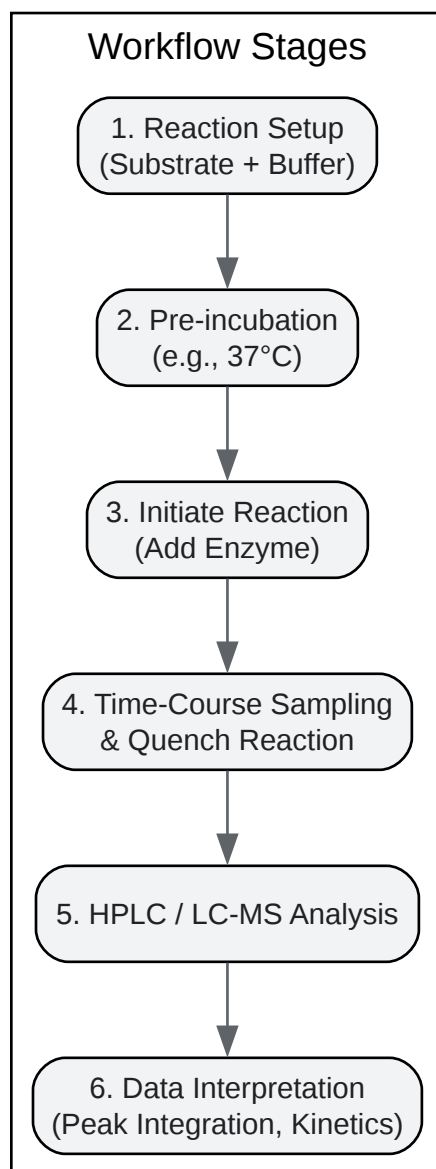 Workflow Stages
1. Reaction Setup
(Substrate + Buffer)
2. Pre-incubation
(e.g., 37°C)
3. Initiate Reaction
(Add Enzyme)
4. Time-Course Sampling
& Quench Reaction
5. HPLC / LC-MS Analysis
6. Data Interpretation
(Peak Integration, Kinetics)